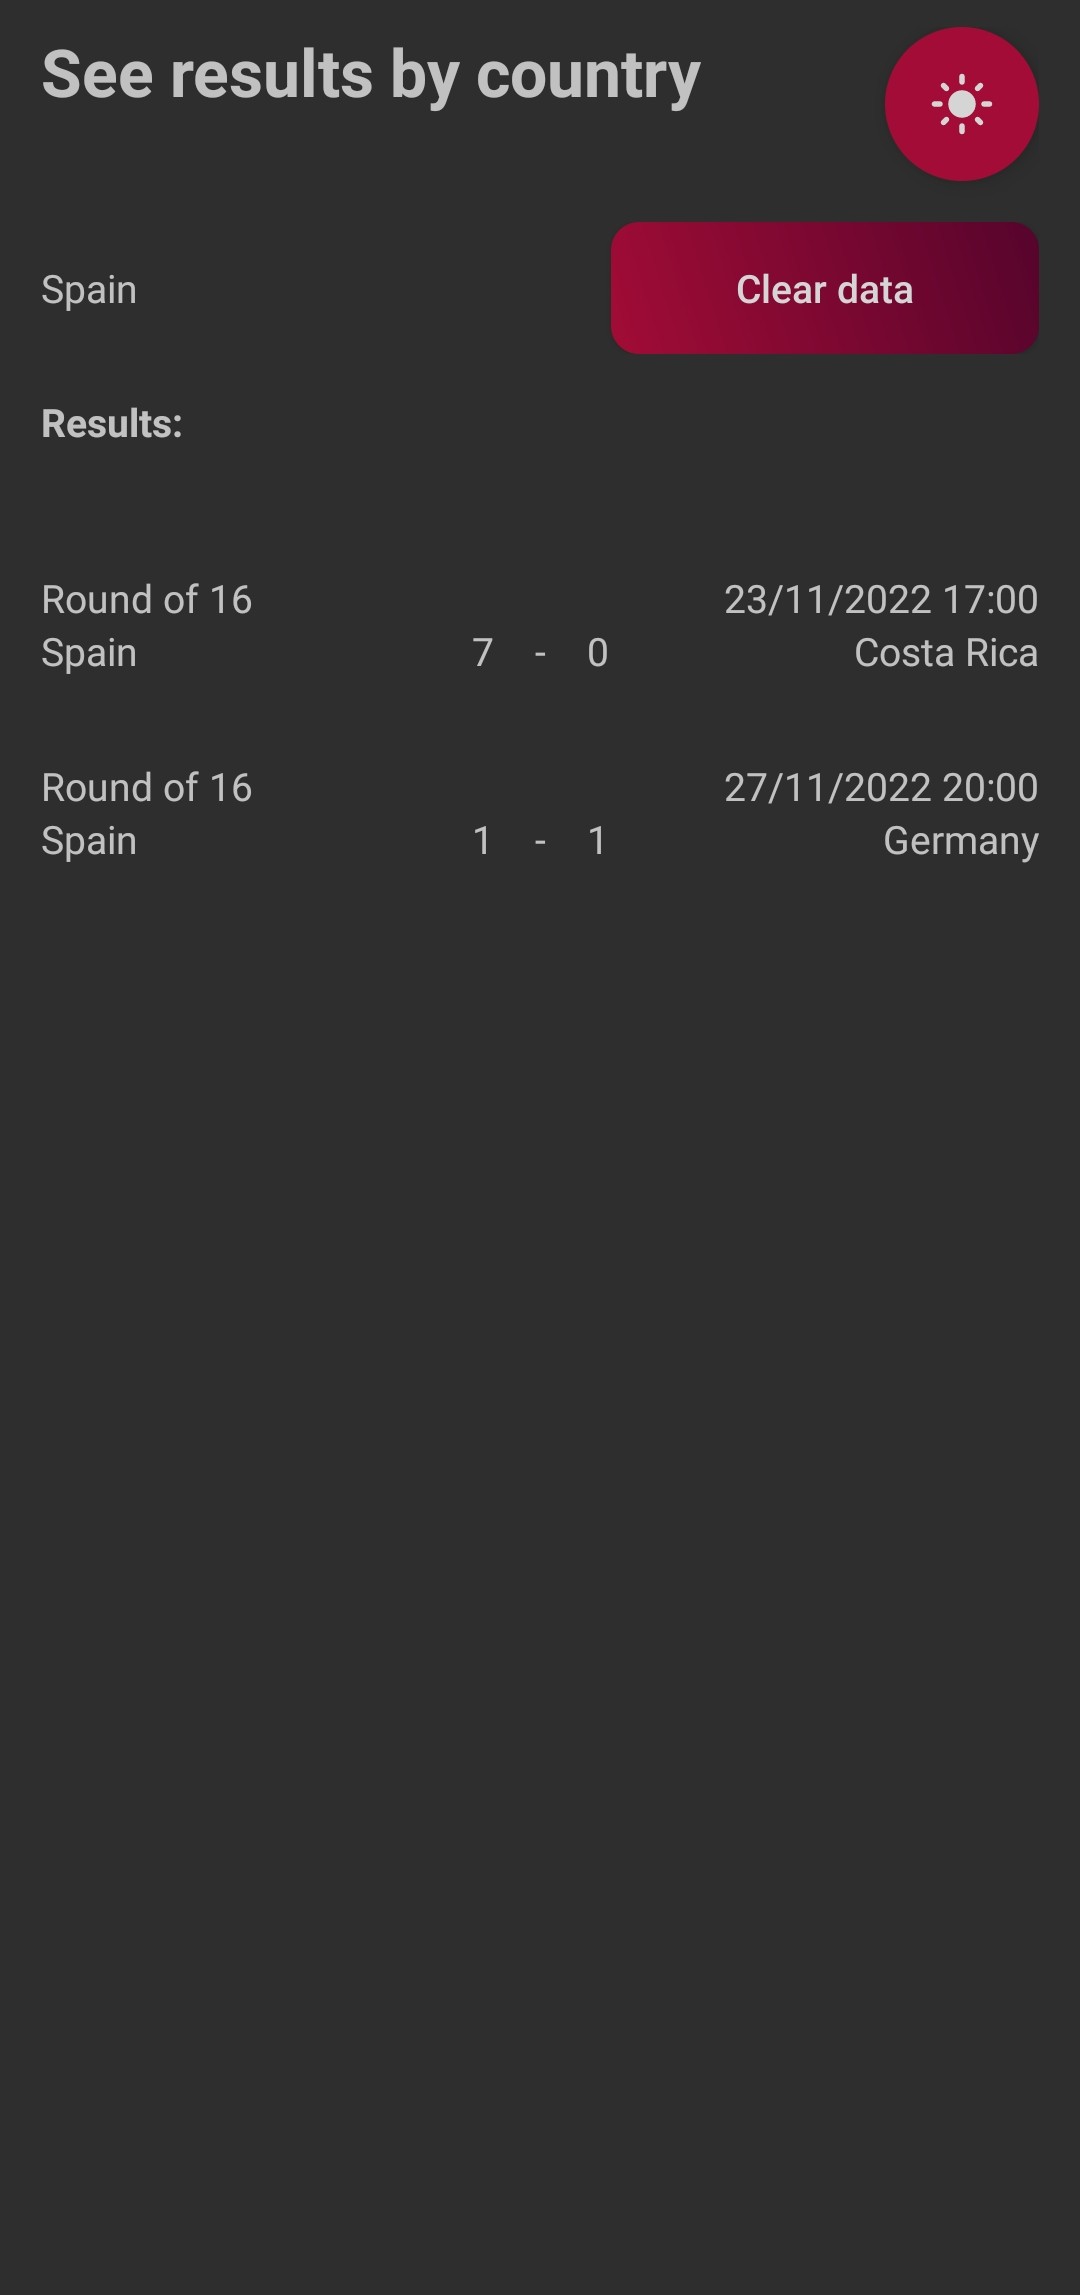 See results by country
Spain
Clear data
Results:
Round of 16 23/11/2022 17:00
Spain 7 - 0 Costa Rica
Round of 16 27/11/2022 20:00
Spain 1 - 1 Germany